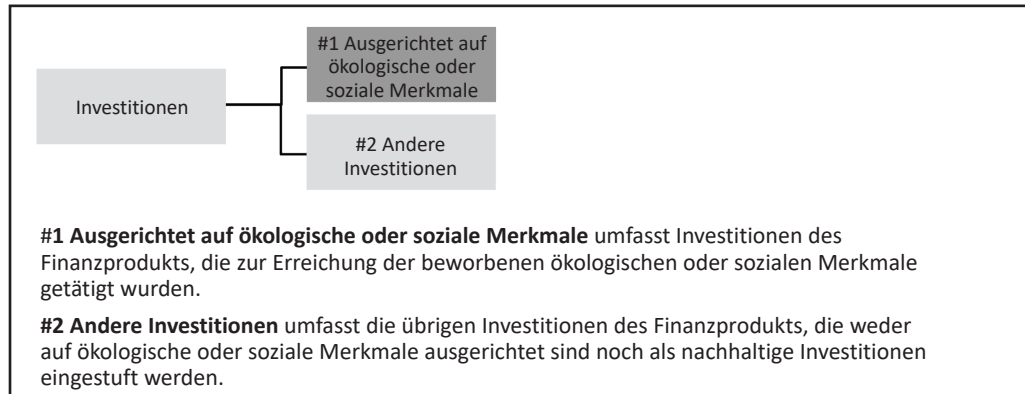 #1 Ausgerichtet auf
ökologische oder
soziale Merkmale
Investitionen
#2 Andere
Investitionen
#1 Ausgerichtet auf ökologische oder soziale Merkmale umfasst Investitionen des
Finanzprodukts, die zur Erreichung der beworbenen ökologischen oder sozialen Merkmale
getätigt wurden.
#2 Andere Investitionen umfasst die übrigen Investitionen des Finanzprodukts, die weder
auf ökologische oder soziale Merkmale ausgerichtet sind noch als nachhaltige Investitionen
eingestuft werden.